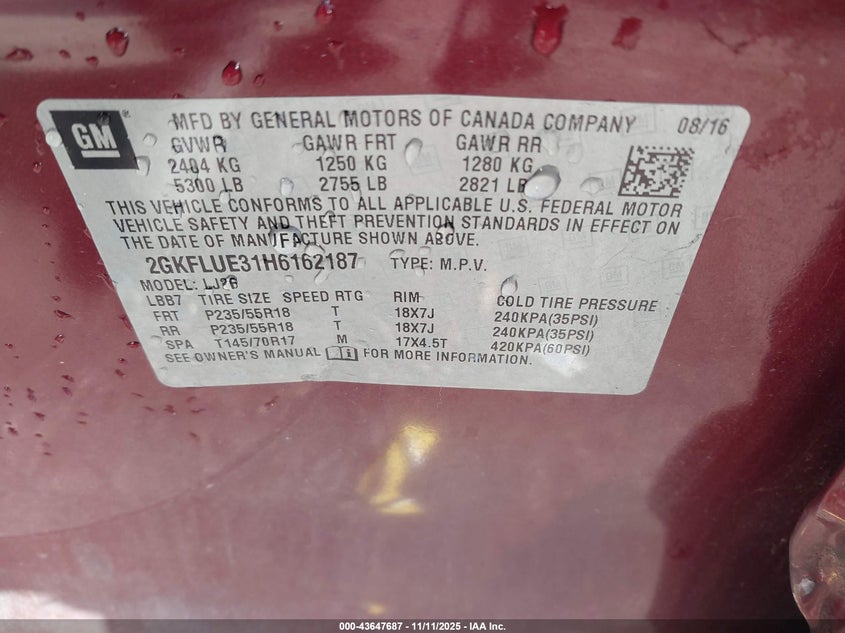 GM
MFD BY GENERAL MOTORS OF CANADA COMPANY 08/16
GVWR GAWR FRT GAWR RR
2404 KG 1250 KG 1280 KG
5300 LB 2755 LB 2821 LB
THIS VEHICLE CONFORMS TO ALL APPLICABLE U.S. FEDERAL MOTOR
VEHICLE SAFETY AND THEFT PREVENTION STANDARDS IN EFFECT ON
THE DATE OF MANUFACTURE SHOWN ABOVE.
2GKFLUE31H6162187 TYPE: M.P.V.
MODEL: LJ26
LBB7 TIRE SIZE SPEED RTG RIM COLD TIRE PRESSURE
FRT P235/55R18 T 18X7J 240KPA(35PSI)
RR P235/55R18 T 18X7J 240KPA(35PSI)
SPA T145/70R17 M 17X4.5T 420KPA(60PSI)
SEE OWNER'S MANUAL FOR MORE INFORMATION.
000-43647687 - 11/11/2025 - IAA Inc.